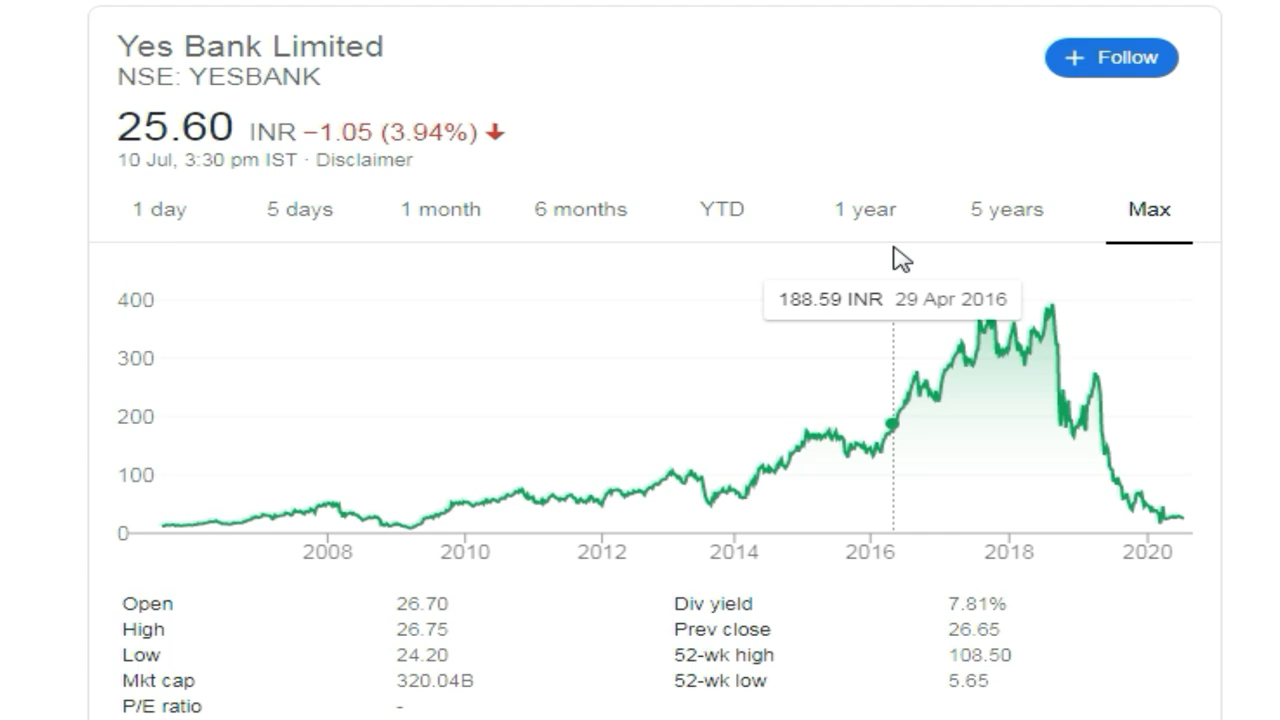 Yes Bank Limited
NSE: YESBANK
+ Follow
25.60 INR −1.05 (3.94%)
10 Jul, 3:30 pm IST · Disclaimer
1 day 5 days 1 month 6 months YTD 1 year 5 years Max
188.59 INR 29 Apr 2016
400
300
200
100
0
2008 2010 2012 2014 2016 2018 2020
Open 26.70 Div yield 7.81%
High 26.75 Prev close 26.65
Low 24.20 52-wk high 108.50
Mkt cap 320.04B 52-wk low 5.65
P/E ratio -